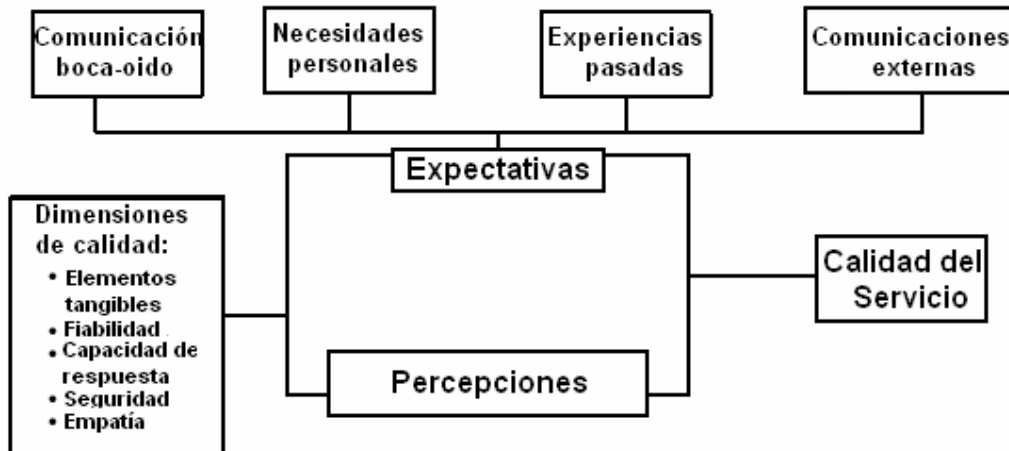 Comunicación
boca-oido
Necesidades
personales
Experiencias
pasadas
Comunicaciones
externas
Expectativas
Dimensiones
de calidad:
• Elementos
tangibles
• Fiabilidad
• Capacidad de
respuesta
• Seguridad
• Empatía
Calidad del
Servicio
Percepciones